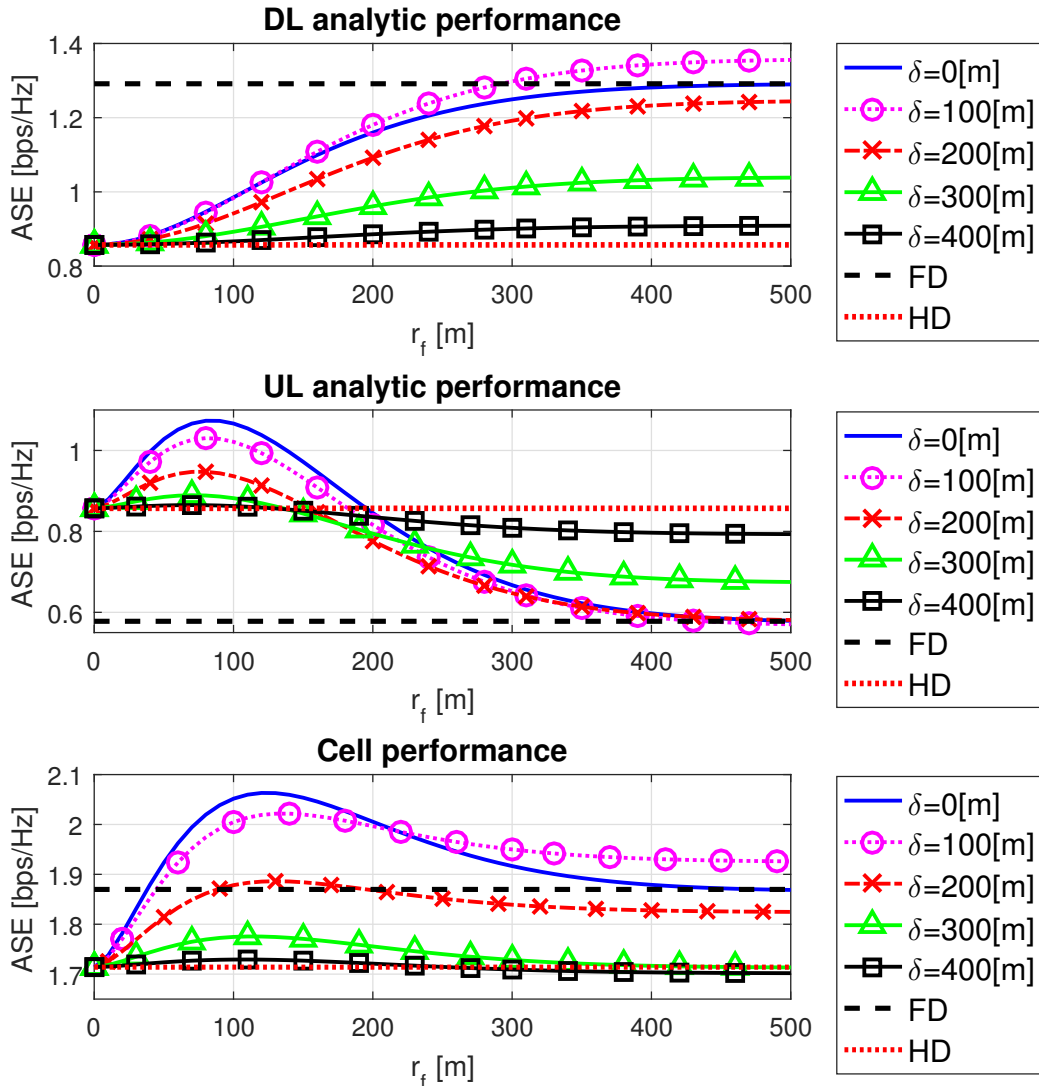 DL analytic performance
ASE [bps/Hz]
1.4
1.2
1
0.8
0 100 200 300 400 500
r_f [m]
δ=0[m]
δ=100[m]
δ=200[m]
δ=300[m]
δ=400[m]
FD
HD
UL analytic performance
ASE [bps/Hz]
1
0.8
0.6
0 100 200 300 400 500
r_f [m]
δ=0[m]
δ=100[m]
δ=200[m]
δ=300[m]
δ=400[m]
FD
HD
Cell performance
ASE [bps/Hz]
2.1
2
1.9
1.8
1.7
0 100 200 300 400 500
r_f [m]
δ=0[m]
δ=100[m]
δ=200[m]
δ=300[m]
δ=400[m]
FD
HD